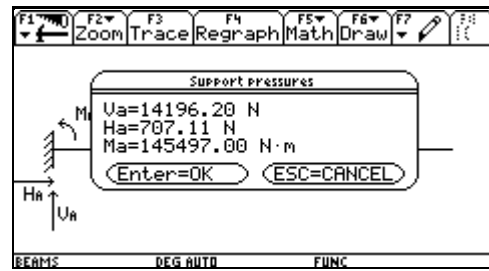 F1 F2 F3 F4 F5 F6 F7
Zoom Trace Regraph Math Draw
Support pressures
Va=14196.20 N
Ha=707.11 N
Ma=145497.00 N·m
Enter=OK ESC=CANCEL
HA
VA
BEAMS DEG AUTO FUNC